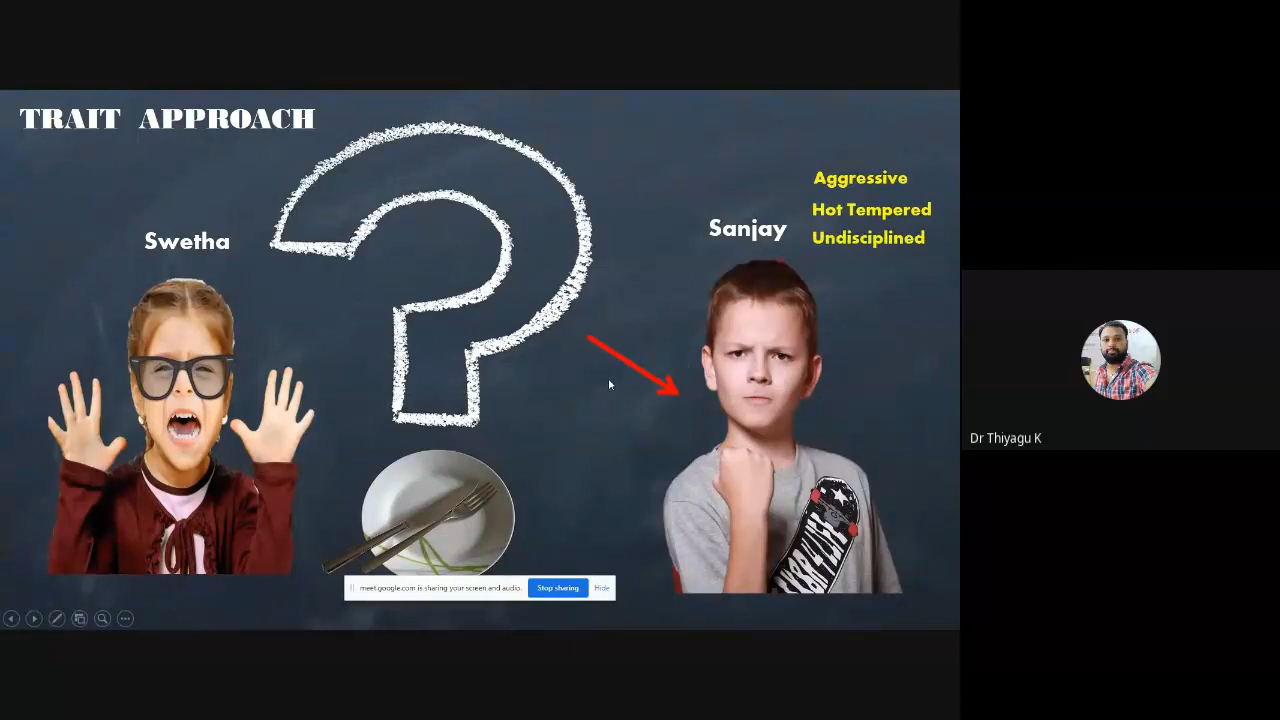 TRAIT APPROACH
Aggressive
Hot Tempered
Undisciplined
Sanjay
Swetha
Dr Thiyagu K
meet.google.com is sharing your screen and audio.
Stop sharing
Hide